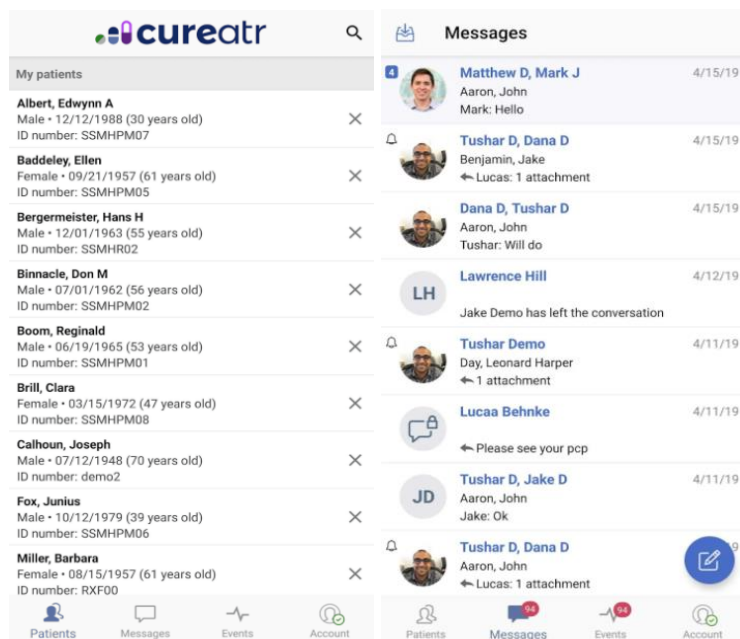 cureatr
My patients
Albert, Edwynn A
Male • 12/12/1988 (30 years old)
ID number: SSMHPM07
Baddeley, Ellen
Female • 09/21/1957 (61 years old)
ID number: SSMHPM05
Bergermeister, Hans H
Male • 12/01/1963 (55 years old)
ID number: SSMHR02
Binnacle, Don M
Male • 07/01/1962 (56 years old)
ID number: SSMHPM02
Boom, Reginald
Male • 06/19/1965 (53 years old)
ID number: SSMHPM01
Brill, Clara
Female • 03/15/1972 (47 years old)
ID number: SSMHPM08
Calhoun, Joseph
Male • 07/12/1948 (70 years old)
ID number: demo2
Fox, Junius
Male • 10/12/1979 (39 years old)
ID number: SSMHPM06
Miller, Barbara
Female • 08/15/1957 (61 years old)
ID number: RXF00
Patients Messages Events Account
Messages
4 Matthew D, Mark J 4/15/19
Aaron, John
Mark: Hello
Tushar D, Dana D 4/15/19
Benjamin, Jake
Lucas: 1 attachment
Dana D, Tushar D 4/15/19
Aaron, John
Tushar: Will do
LH Lawrence Hill 4/12/19
Jake Demo has left the conversation
Tushar Demo 4/11/19
Day, Leonard Harper
1 attachment
Lucaa Behnke 4/11/19
Please see your pcp
JD Tushar D, Jake D 4/11/19
Aaron, John
Jake: Ok
Tushar D, Dana D
Aaron, John
Lucas: 1 attachment
94 94
Patients Messages Events Account